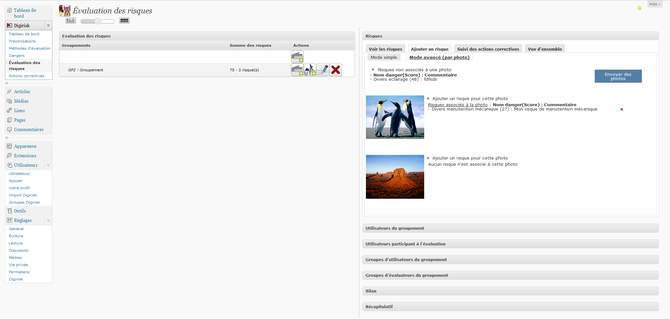 Aide
Évaluation des risques
Tableau de bord
Digirisk
Tableau de bord
Préconisations
Méthodes d'évaluation
Dangers
Évaluation des risques
Actions correctives
Articles
Médias
Liens
Pages
Commentaires
Apparence
Extensions
Utilisateurs
Utilisateurs
Ajouter
Votre profil
Import Digirisk
Groupes Digirisk
Outils
Réglages
Général
Écriture
Lecture
Discussion
Médias
Vie privée
Permaliens
Digirisk
Evaluation des risques
Groupements Somme des risques Actions
GP2 - Groupement 75 - 2 risque(s)
Risques
Voir les risques Ajouter un risque Suivi des actions correctives Vue d'ensemble
Mode simple Mode avancé (par photo)
Risques non associés à une photo
- Nom danger(Score) : Commentaire
- Divers éclairage (48) : fdfsdb
Envoyer des photos
Ajouter un risque pour cette photo
Risques associés à la photo : Nom danger(Score) : Commentaire
- Divers manutention mécanique (27) : Mon risque de manutention mécanique
Ajouter un risque pour cette photo
Aucun risque n'est associé à cette photo
Utilisateurs du groupement
Utilisateurs participant à l'évaluation
Groupes d'utilisateurs du groupement
Groupes d'évaluateurs du groupement
Bilan
Récapitulatif